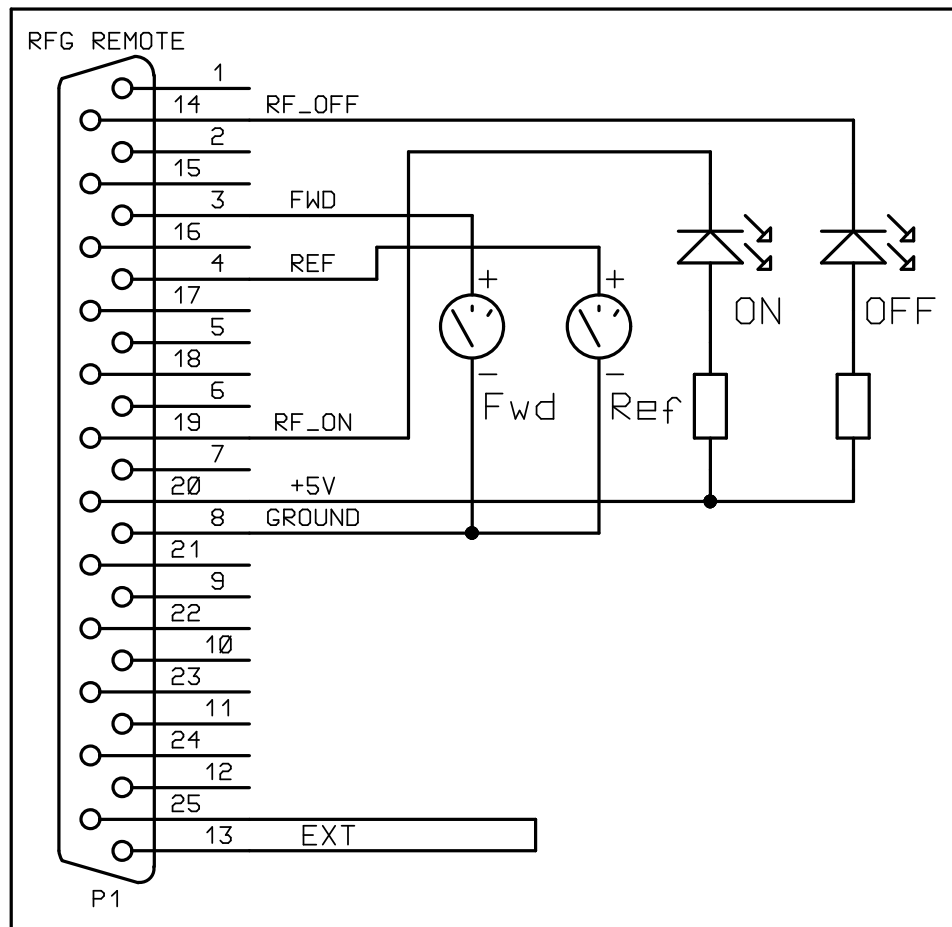 RFG REMOTE
1
14 RF_OFF
2
15
3 FWD
16
4 REF
17
5
18
6
19 RF_ON
7
20 +5V
8 GROUND
21
9
22
10
23
11
24
12
25
13 EXT
P1
+
−
Fwd
+
−
Ref
ON
OFF